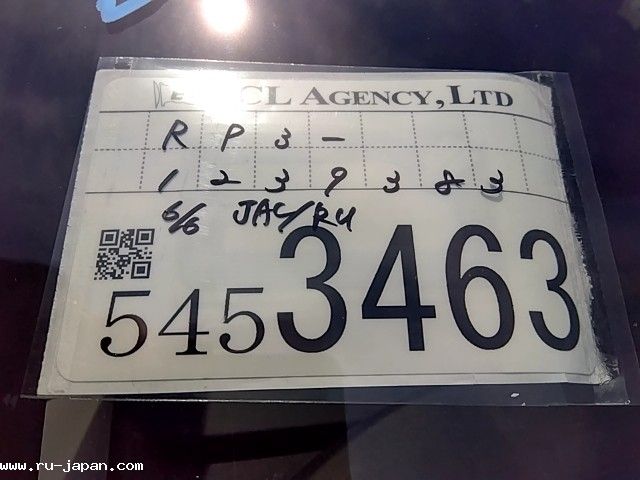 CL AGENCY, LTD
R P 3 -
1 2 3 9 3 8 3
6/6 JAC/RU
545 3463
www.ru-japan.com